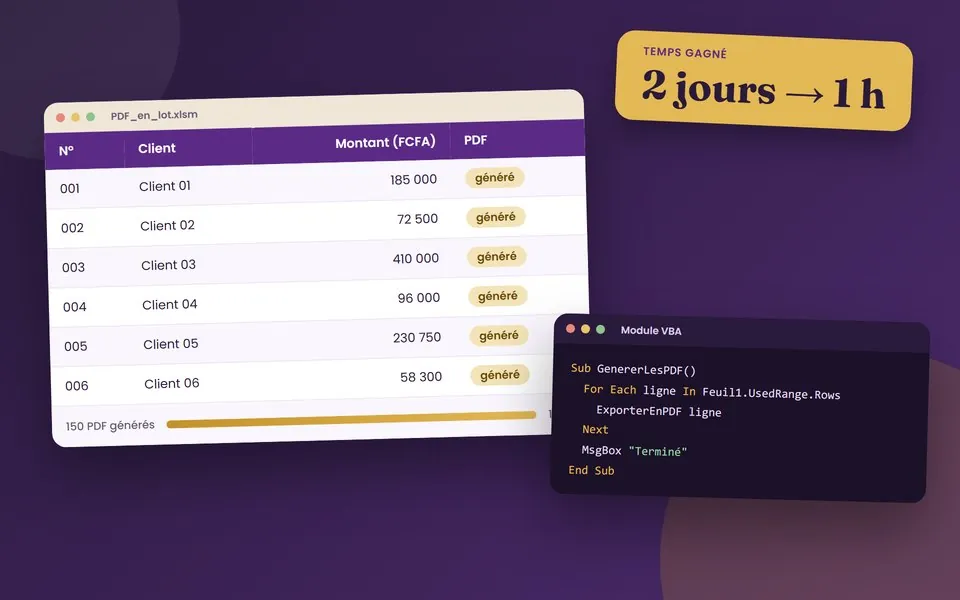 TEMPS GAGNÉ
2 jours → 1 h
PDF_en_lot.xlsm
N° Client Montant (FCFA) PDF
001 Client 01 185 000 généré
002 Client 02 72 500 généré
003 Client 03 410 000 généré
004 Client 04 96 000 généré
005 Client 05 230 750 généré
006 Client 06 58 300 généré
150 PDF générés
Module VBA
Sub GenererLesPDF()
For Each ligne In Feuil1.UsedRange.Rows
ExporterEnPDF ligne
Next
MsgBox "Terminé"
End Sub